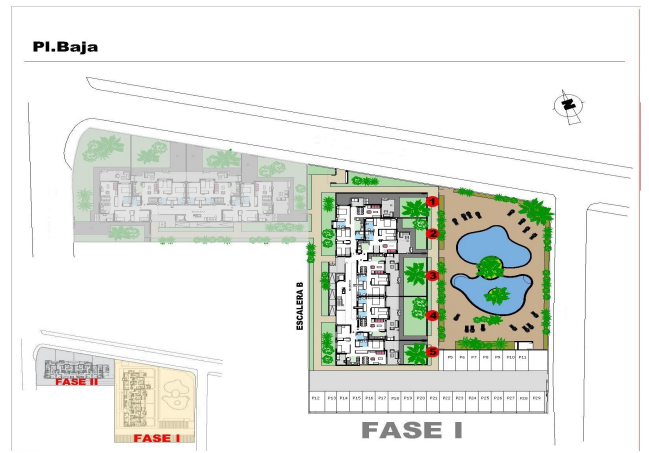 Pl.Baja
N
1
2
3
4
5
ESCALERA B
P5 P6 P7 P8 P9 P10 P11
P12 P13 P14 P15 P16 P17 P18 P19 P20 P21 P22 P23 P24 P25 P26 P27 P28 P29
FASE I
FASE II
FASE I